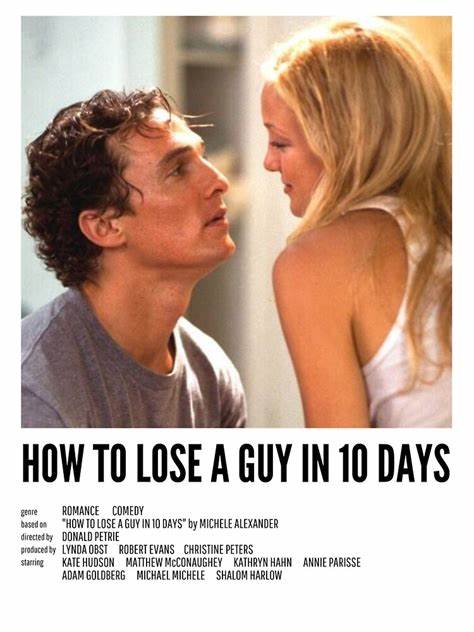 HOW TO LOSE A GUY IN 10 DAYS
genre ROMANCE COMEDY
based on "HOW TO LOSE A GUY IN 10 DAYS" by MICHELE ALEXANDER
directed by DONALD PETRIE
produced by LYNDA OBST ROBERT EVANS CHRISTINE PETERS
starring KATE HUDSON MATTHEW McCONAUGHEY KATHRYN HAHN ANNIE PARISSE
ADAM GOLDBERG MICHAEL MICHELE SHALOM HARLOW